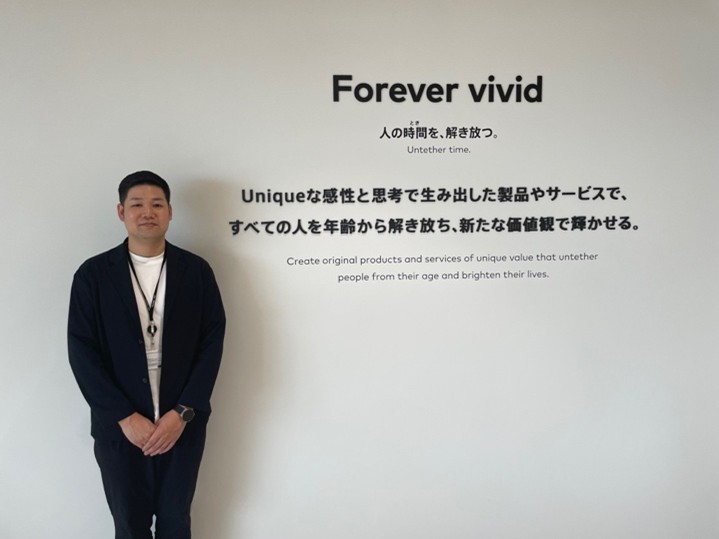 Forever vivid
とき
人の時間を、解き放つ。
Untether time.
Uniqueな感性と思考で生み出した製品やサービスで、
すべての人を年齢から解き放ち、新たな価値観で輝かせる。
Create original products and services of unique value that untether
people from their age and brighten their lives.